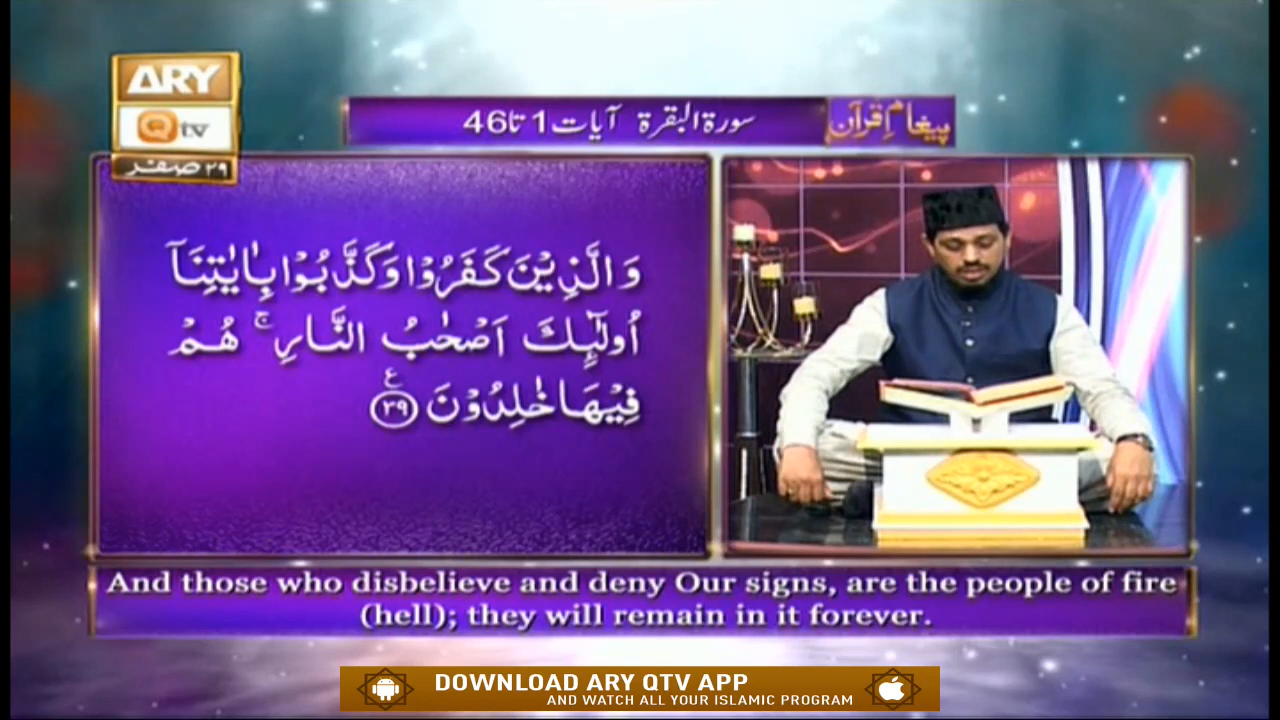 ARY
Qtv
۲۹ صفر
پیغامِ قرآن
سورۃ البقرۃ آیات 1 تا 46
وَ الَّذِیْنَ كَفَرُوْا وَ كَذَّبُوْا بِاٰیٰتِنَاۤ
اُولٰٓىِٕكَ اَصْحٰبُ النَّارِ ۚ هُمْ
فِیْهَا خٰلِدُوْنَ ﴿۳۹﴾ ع
And those who disbelieve and deny Our signs, are the people of fire
(hell); they will remain in it forever.
DOWNLOAD ARY QTV APP
AND WATCH ALL YOUR ISLAMIC PROGRAM